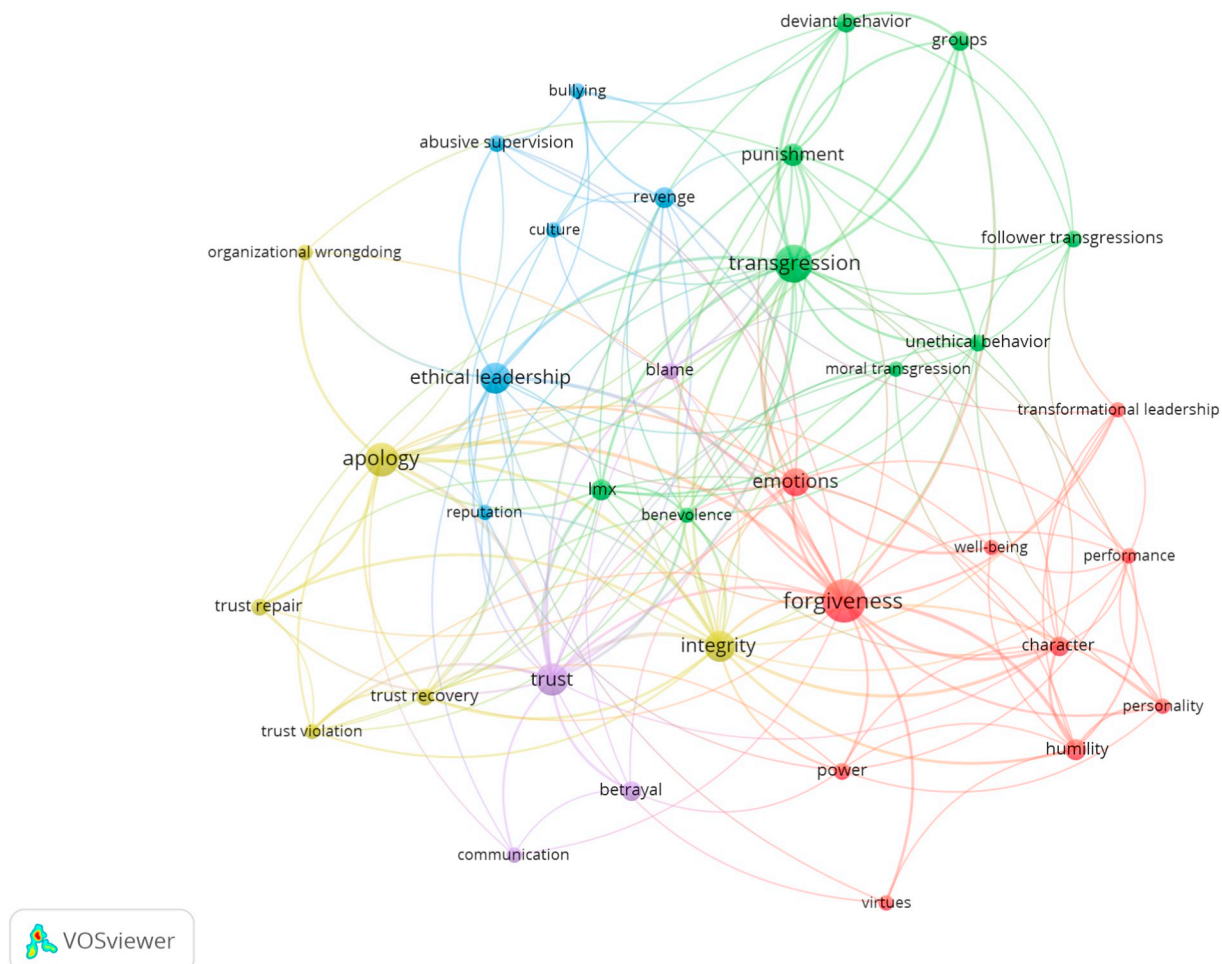 deviant behavior
groups
bullying
abusive supervision
punishment
revenge
culture
follower transgressions
organizational wrongdoing
transgression
unethical behavior
blame
moral transgression
ethical leadership
transformational leadership
apology
emotions
lmx
reputation
benevolence
well-being
performance
forgiveness
trust repair
integrity
character
trust
trust recovery
personality
trust violation
humility
power
betrayal
communication
virtues
VOSviewer